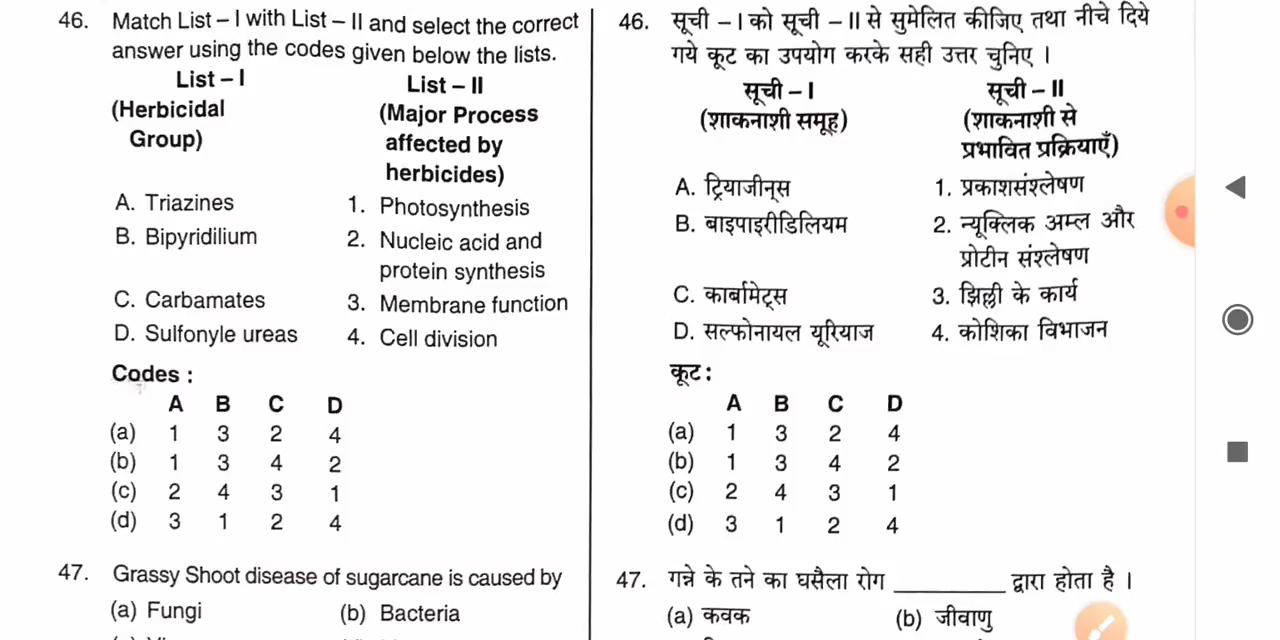 46. Match List – I with List – II and select the correct
answer using the codes given below the lists.
List – I
List – II
(Herbicidal
Group)
(Major Process
affected by
herbicides)
A. Triazines
1. Photosynthesis
B. Bipyridilium
2. Nucleic acid and
protein synthesis
C. Carbamates
3. Membrane function
D. Sulfonyle ureas
4. Cell division
Codes :
A B C D
(a) 1 3 2 4
(b) 1 3 4 2
(c) 2 4 3 1
(d) 3 1 2 4
47. Grassy Shoot disease of sugarcane is caused by
(a) Fungi (b) Bacteria
46. सूची – I को सूची – II से सुमेलित कीजिए तथा नीचे दिये
गये कूट का उपयोग करके सही उत्तर चुनिए ।
सूची – I
सूची – II
(शाकनाशी समूह)
(शाकनाशी से
प्रभावित प्रक्रियाएँ)
A. ट्रियाजीन्स
1. प्रकाशसंश्लेषण
B. बाइपाइरीडिलियम
2. न्यूक्लिक अम्ल और
प्रोटीन संश्लेषण
C. कार्बामेट्स
3. झिल्ली के कार्य
D. सल्फोनायल यूरियाज
4. कोशिका विभाजन
कूट :
A B C D
(a) 1 3 2 4
(b) 1 3 4 2
(c) 2 4 3 1
(d) 3 1 2 4
47. गन्ने के तने का घसैला रोग __________ द्वारा होता है ।
(a) कवक (b) जीवाणु